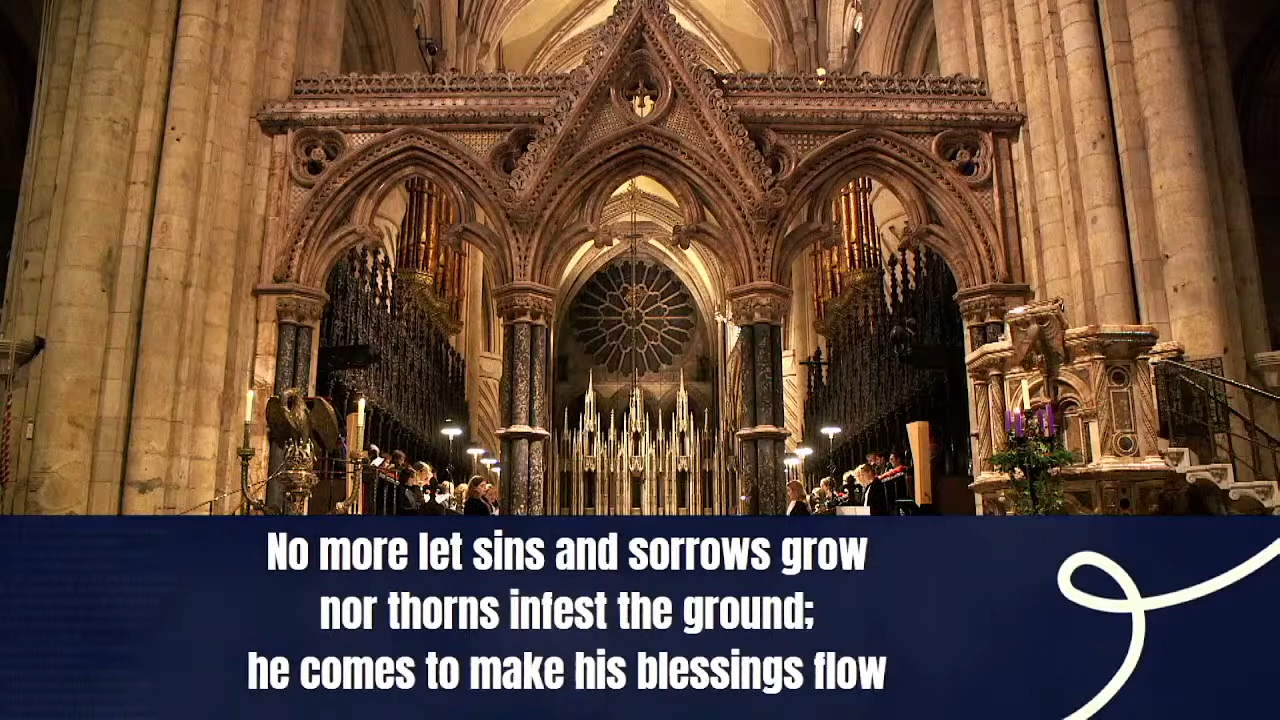 No more let sins and sorrows grow
nor thorns infest the ground;
he comes to make his blessings flow